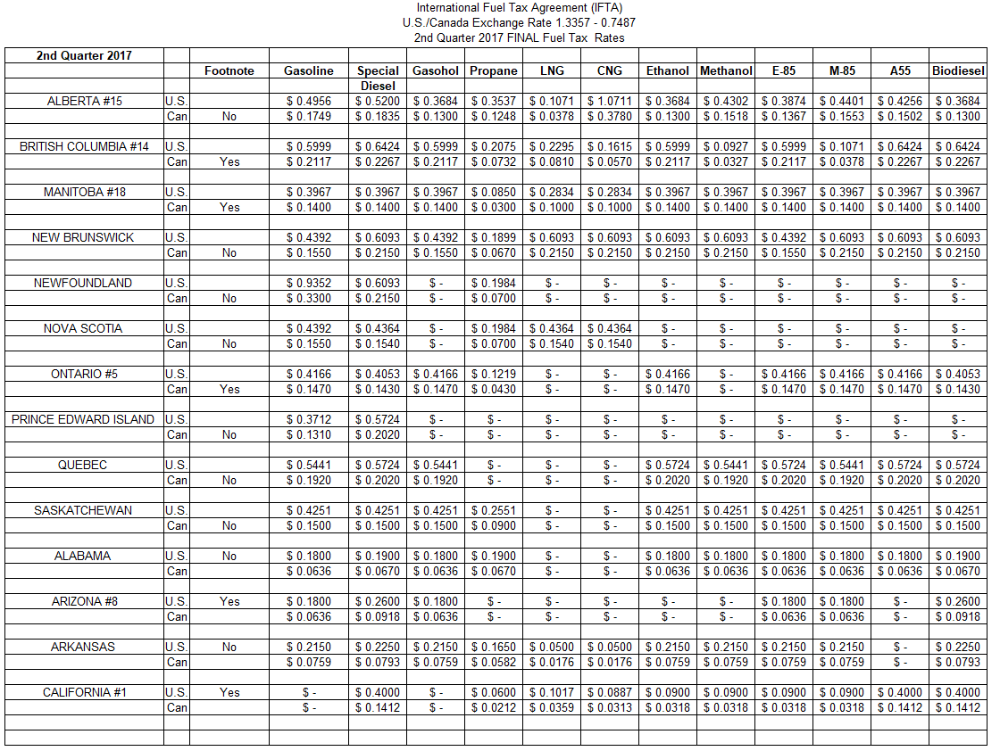 International Fuel Tax Agreement (IFTA)
U.S./Canada Exchange Rate 1.3357 - 0.7487
2nd Quarter 2017 FINAL Fuel Tax Rates
2nd Quarter 2017
Footnote Gasoline Special Gasohol Propane LNG CNG Ethanol Methanol E-85 M-85 A55 Biodiesel
Diesel
ALBERTA #15 U.S. $ 0.4956 $ 0.5200 $ 0.3684 $ 0.3537 $ 0.1071 $ 1.0711 $ 0.3684 $ 0.4302 $ 0.3874 $ 0.4401 $ 0.4256 $ 0.3684
Can No $ 0.1749 $ 0.1835 $ 0.1300 $ 0.1248 $ 0.0378 $ 0.3780 $ 0.1300 $ 0.1518 $ 0.1367 $ 0.1553 $ 0.1502 $ 0.1300
BRITISH COLUMBIA #14 U.S. $ 0.5999 $ 0.6424 $ 0.5999 $ 0.2075 $ 0.2295 $ 0.1615 $ 0.5999 $ 0.0927 $ 0.5999 $ 0.1071 $ 0.6424 $ 0.6424
Can Yes $ 0.2117 $ 0.2267 $ 0.2117 $ 0.0732 $ 0.0810 $ 0.0570 $ 0.2117 $ 0.0327 $ 0.2117 $ 0.0378 $ 0.2267 $ 0.2267
MANITOBA #18 U.S. $ 0.3967 $ 0.3967 $ 0.3967 $ 0.0850 $ 0.2834 $ 0.2834 $ 0.3967 $ 0.3967 $ 0.3967 $ 0.3967 $ 0.3967 $ 0.3967
Can Yes $ 0.1400 $ 0.1400 $ 0.1400 $ 0.0300 $ 0.1000 $ 0.1000 $ 0.1400 $ 0.1400 $ 0.1400 $ 0.1400 $ 0.1400 $ 0.1400
NEW BRUNSWICK U.S. $ 0.4392 $ 0.6093 $ 0.4392 $ 0.1899 $ 0.6093 $ 0.6093 $ 0.6093 $ 0.6093 $ 0.4392 $ 0.6093 $ 0.6093 $ 0.6093
Can No $ 0.1550 $ 0.2150 $ 0.1550 $ 0.0670 $ 0.2150 $ 0.2150 $ 0.2150 $ 0.2150 $ 0.1550 $ 0.2150 $ 0.2150 $ 0.2150
NEWFOUNDLAND U.S. $ 0.9352 $ 0.6093 $ - $ 0.1984 $ - $ - $ - $ - $ - $ - $ - $ -
Can No $ 0.3300 $ 0.2150 $ - $ 0.0700 $ - $ - $ - $ - $ - $ - $ - $ -
NOVA SCOTIA U.S. $ 0.4392 $ 0.4364 $ - $ 0.1984 $ 0.4364 $ 0.4364 $ - $ - $ - $ - $ - $ -
Can No $ 0.1550 $ 0.1540 $ - $ 0.0700 $ 0.1540 $ 0.1540 $ - $ - $ - $ - $ - $ -
ONTARIO #5 U.S. $ 0.4166 $ 0.4053 $ 0.4166 $ 0.1219 $ - $ - $ 0.4166 $ - $ 0.4166 $ 0.4166 $ 0.4166 $ 0.4053
Can Yes $ 0.1470 $ 0.1430 $ 0.1470 $ 0.0430 $ - $ - $ 0.1470 $ - $ 0.1470 $ 0.1470 $ 0.1470 $ 0.1430
PRINCE EDWARD ISLAND U.S. $ 0.3712 $ 0.5724 $ - $ - $ - $ - $ - $ - $ - $ - $ - $ -
Can No $ 0.1310 $ 0.2020 $ - $ - $ - $ - $ - $ - $ - $ - $ - $ -
QUEBEC U.S. $ 0.5441 $ 0.5724 $ 0.5441 $ - $ - $ - $ 0.5724 $ 0.5441 $ 0.5724 $ 0.5441 $ 0.5724 $ 0.5724
Can No $ 0.1920 $ 0.2020 $ 0.1920 $ - $ - $ - $ 0.2020 $ 0.1920 $ 0.2020 $ 0.1920 $ 0.2020 $ 0.2020
SASKATCHEWAN U.S. $ 0.4251 $ 0.4251 $ 0.4251 $ 0.2551 $ - $ - $ 0.4251 $ 0.4251 $ 0.4251 $ 0.4251 $ 0.4251 $ 0.4251
Can No $ 0.1500 $ 0.1500 $ 0.1500 $ 0.0900 $ - $ - $ 0.1500 $ 0.1500 $ 0.1500 $ 0.1500 $ 0.1500 $ 0.1500
ALABAMA U.S. No $ 0.1800 $ 0.1900 $ 0.1800 $ 0.1900 $ - $ - $ 0.1800 $ 0.1800 $ 0.1800 $ 0.1800 $ 0.1800 $ 0.1900
Can $ 0.0636 $ 0.0670 $ 0.0636 $ 0.0670 $ - $ - $ 0.0636 $ 0.0636 $ 0.0636 $ 0.0636 $ 0.0636 $ 0.0670
ARIZONA #8 U.S. Yes $ 0.1800 $ 0.2600 $ 0.1800 $ - $ - $ - $ - $ - $ 0.1800 $ 0.1800 $ - $ 0.2600
Can $ 0.0636 $ 0.0918 $ 0.0636 $ - $ - $ - $ - $ - $ 0.0636 $ 0.0636 $ - $ 0.0918
ARKANSAS U.S. No $ 0.2150 $ 0.2250 $ 0.2150 $ 0.1650 $ 0.0500 $ 0.0500 $ 0.2150 $ 0.2150 $ 0.2150 $ 0.2150 $ - $ 0.2250
Can $ 0.0759 $ 0.0793 $ 0.0759 $ 0.0582 $ 0.0176 $ 0.0176 $ 0.0759 $ 0.0759 $ 0.0759 $ 0.0759 $ - $ 0.0793
CALIFORNIA #1 U.S. Yes $ - $ 0.4000 $ - $ 0.0600 $ 0.1017 $ 0.0887 $ 0.0900 $ 0.0900 $ 0.0900 $ 0.0900 $ 0.4000 $ 0.4000
Can $ - $ 0.1412 $ - $ 0.0212 $ 0.0359 $ 0.0313 $ 0.0318 $ 0.0318 $ 0.0318 $ 0.0318 $ 0.1412 $ 0.1412